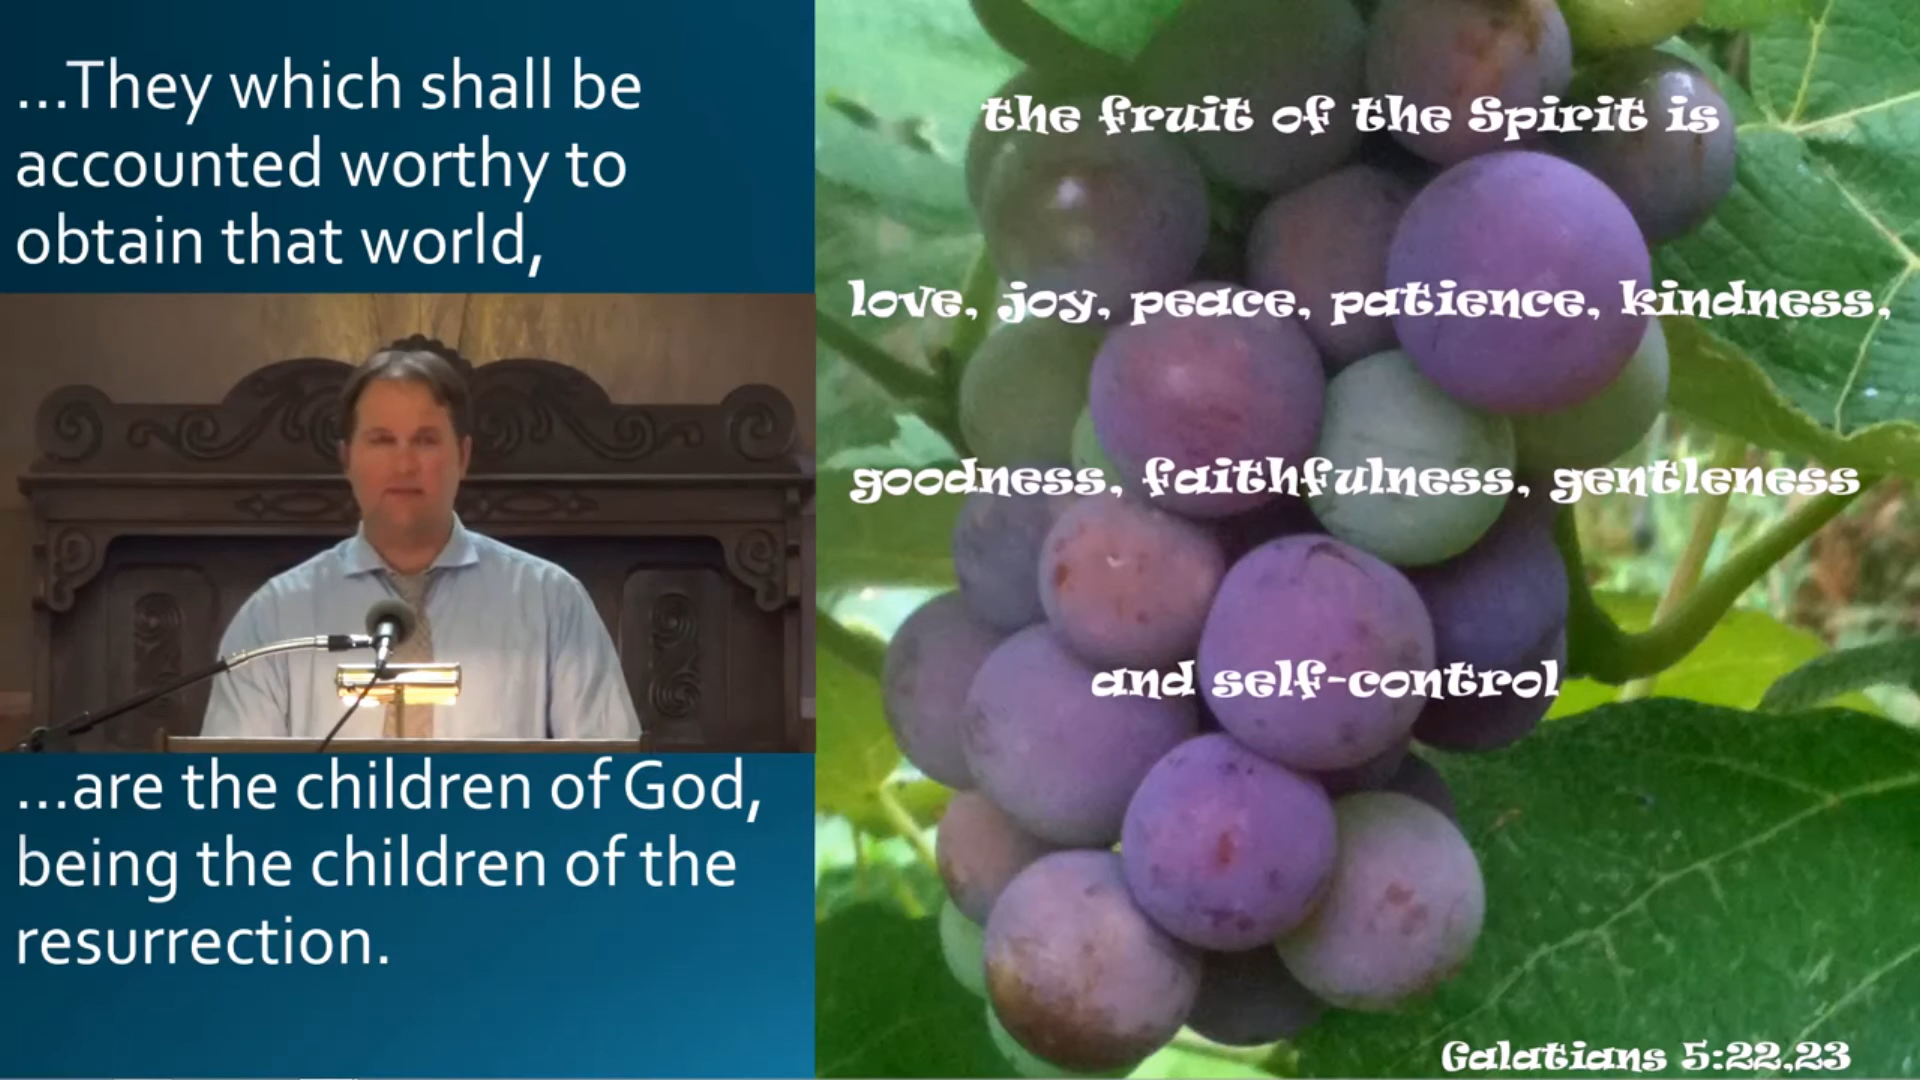 ...They which shall be
accounted worthy to
obtain that world,
...are the children of God,
being the children of the
resurrection.
the fruit of the Spirit is
love, joy, peace, patience, kindness,
goodness, faithfulness, gentleness
and self-control
Galatians 5:22,23